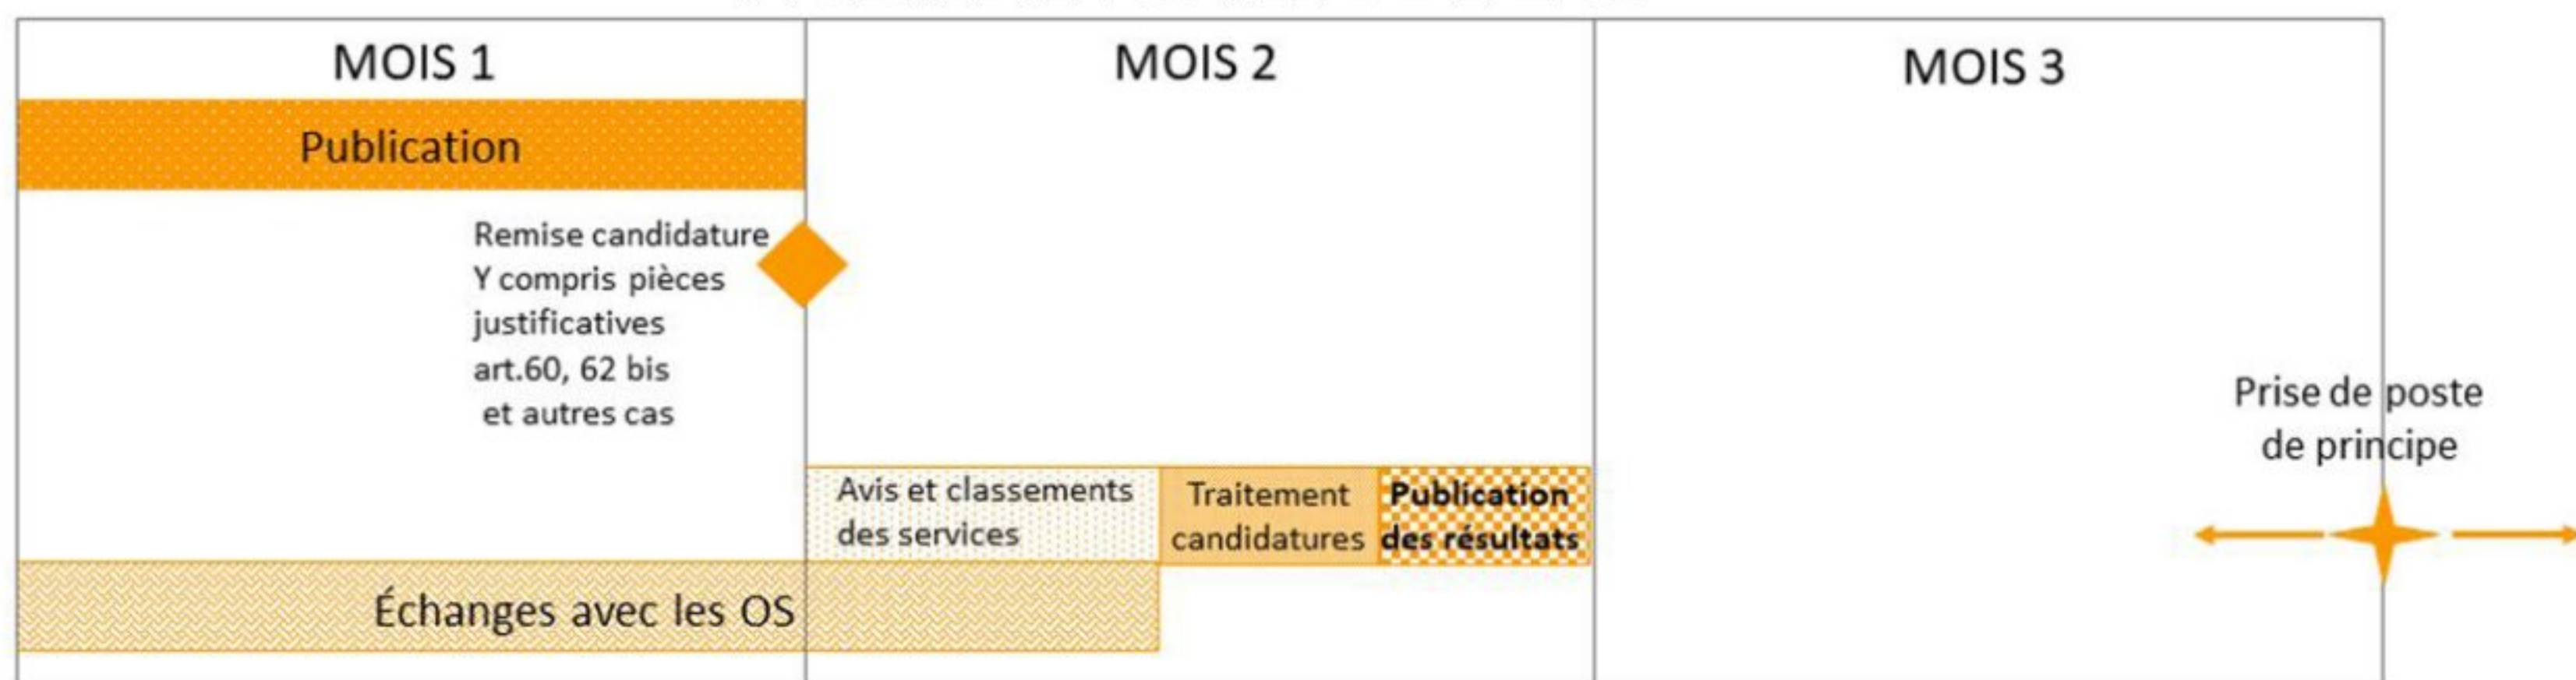 MOIS 1
MOIS 2
MOIS 3
Publication
Remise candidature
Y compris pièces
justificatives
art.60, 62 bis
et autres cas
Prise de poste
de principe
Avis et classements
des services
Traitement
candidatures
Publication
des résultats
Échanges avec les OS